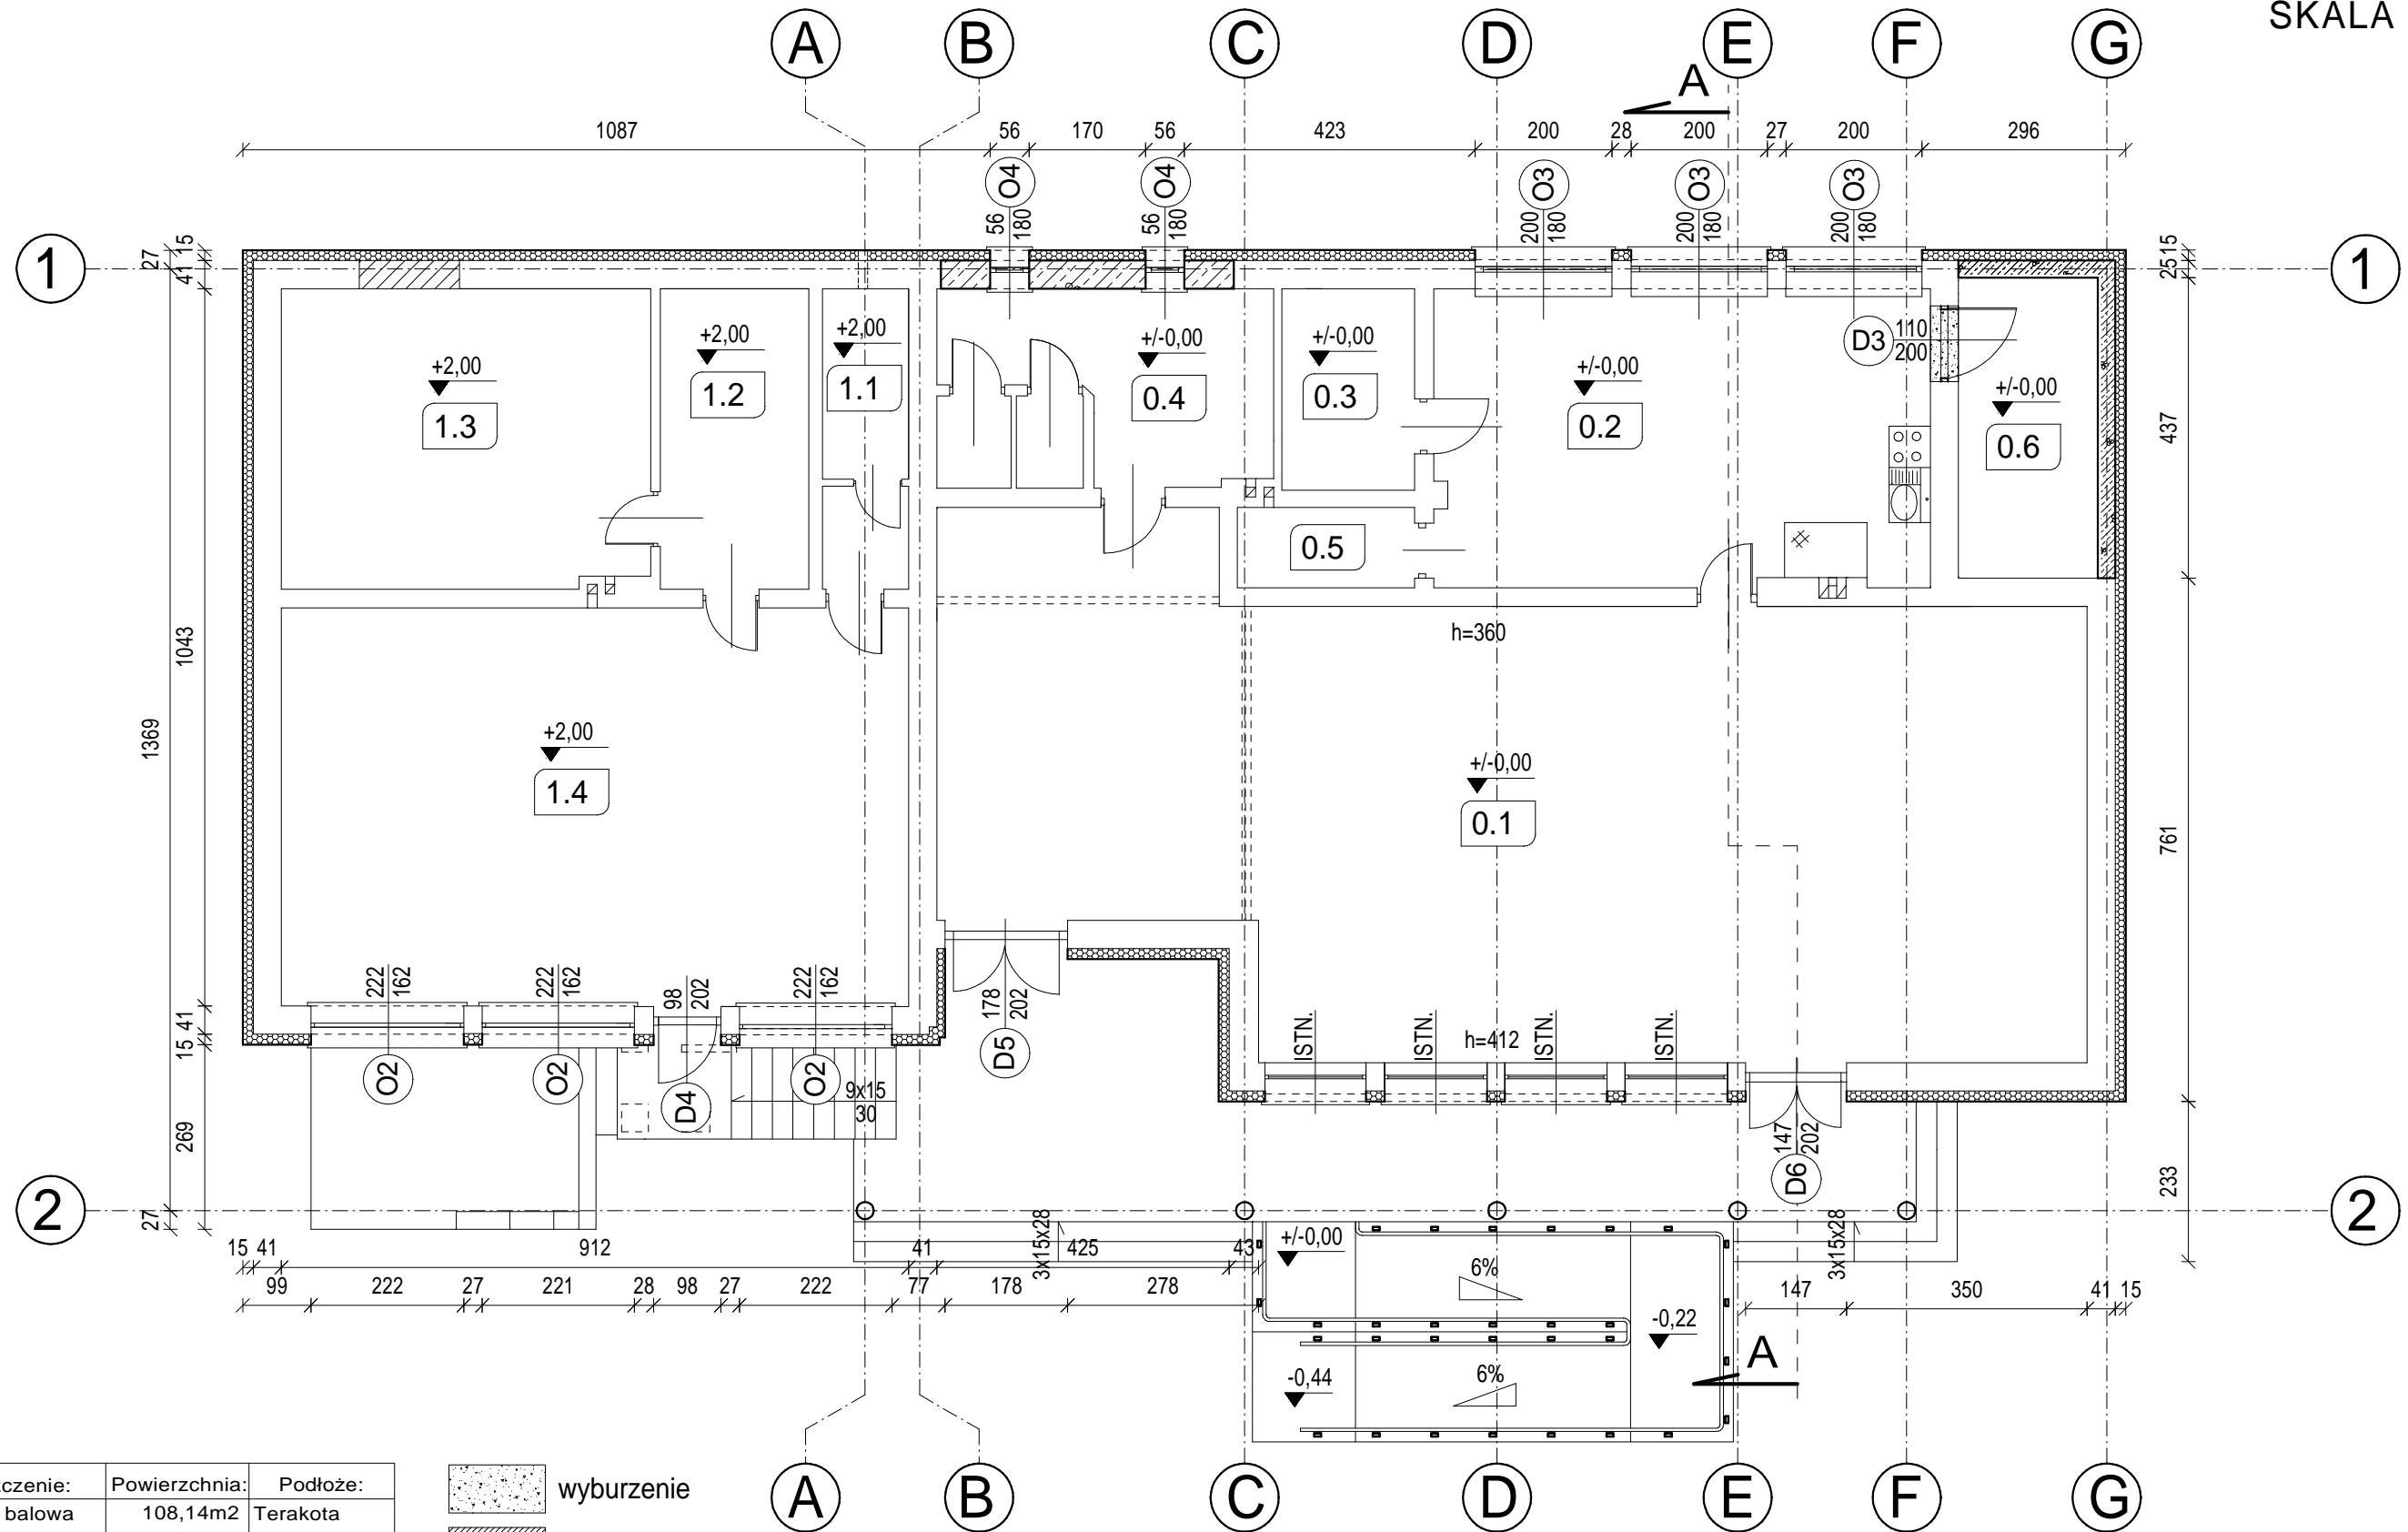 SKALA
A B C D E F G
A
1087 56 170 56 423 200 28 200 27 200 296
O4 O4 O3 O3 O3
56 180 56 180 200 180 200 180 200 180
27 15 41
2515
1 1
+2,00 1.3
+2,00 1.2
+2,00 1.1
+/-0,00 0.4
+/-0,00 0.3
+/-0,00 0.2
D3 110 200
+/-0,00 0.6
437
0.5
h=360
1043
1369
+2,00 1.4
+/-0,00 0.1
761
222 162 222 162 98 202 222 162
178 202
41 15
ISTN. ISTN. h=412 ISTN. ISTN.
O2 O2 D4 O2 D5
9x15
30
147 202
D6
269
233
27
2 2
15 41 912 41 425 43
3x15x28
+/-0,00
3x15x28
99 222 27 221 28 98 27 222 77 178 278
6%
147 350 41 15
-0,22
A
6%
-0,44
A B C D E F G
czenie: Powierzchnia: Podłoże:
balowa 108,14m2 Terakota
wyburzenie